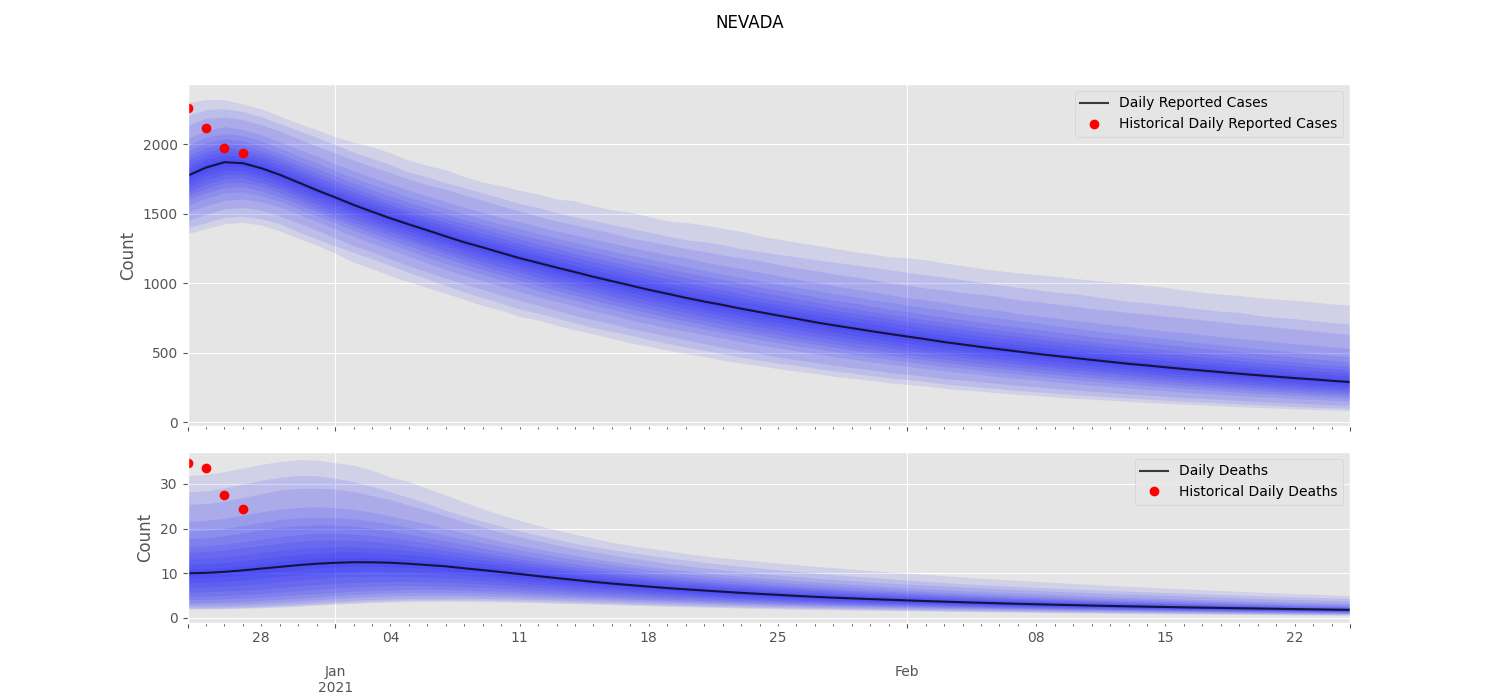 NEVADA
Daily Reported Cases
Historical Daily Reported Cases
2000
1500
1000
500
0
Count
Daily Deaths
Historical Daily Deaths
30
20
10
0
Count
28 04 11 18 25 08 15 22
Jan Feb
2021